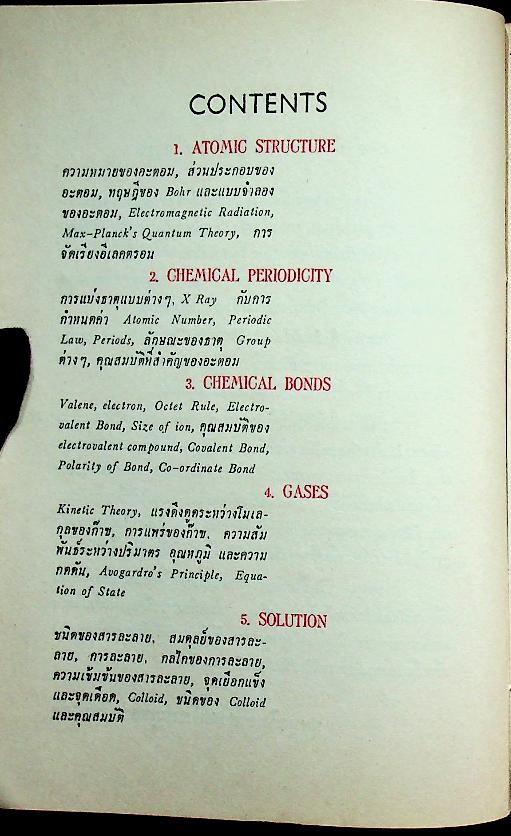 CONTENTS
1. ATOMIC STRUCTURE
ความหมายของอะตอม, ส่วนประกอบของ
อะตอม, ทฤษฎีของ Bohr และแบบจำลอง
ของอะตอม, Electromagnetic Radiation,
Max-Planck's Quantum Theory, การ
จัดเรียงอีเลคตรอน
2. CHEMICAL PERIODICITY
การแบ่งธาตุแบบต่างๆ, X Ray กับการ
กำหนดค่า Atomic Number, Periodic
Law, Periods, ลักษณะของธาตุ Group
ต่างๆ, คุณสมบัติที่สำคัญของอะตอม
3. CHEMICAL BONDS
Valene, electron, Octet Rule, Electro-
valent Bond, Size of ion, คุณสมบัติของ
electrovalent compound, Covalent Bond,
Polarity of Bond, Co-ordinate Bond
4. GASES
Kinetic Theory, แรงดึงดูดระหว่างโมเล-
กุลของก๊าซ, การแพร่ของก๊าซ, ความสัม
พันธ์ระหว่างปริมาตร อุณหภูมิ และความ
กดดัน, Avogardro's Principle, Equa-
tion of State
5. SOLUTION
ชนิดของสารละลาย, สมดุลย์ของสารละ-
ลาย, การละลาย, กลไกของการละลาย,
ความเข้มข้นของสารละลาย, จุดเยือกแข็ง
และจุดเดือด, Colloid, ชนิดของ Colloid
และคุณสมบัติ